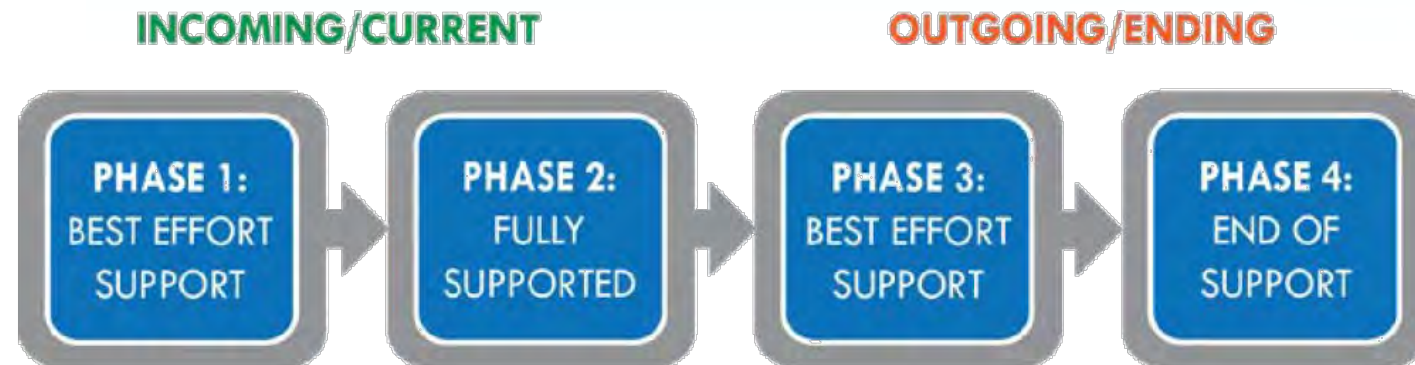 INCOMING/CURRENT
OUTGOING/ENDING
PHASE 1:
BEST EFFORT
SUPPORT
PHASE 2:
FULLY
SUPPORTED
PHASE 3:
BEST EFFORT
SUPPORT
PHASE 4:
END OF
SUPPORT